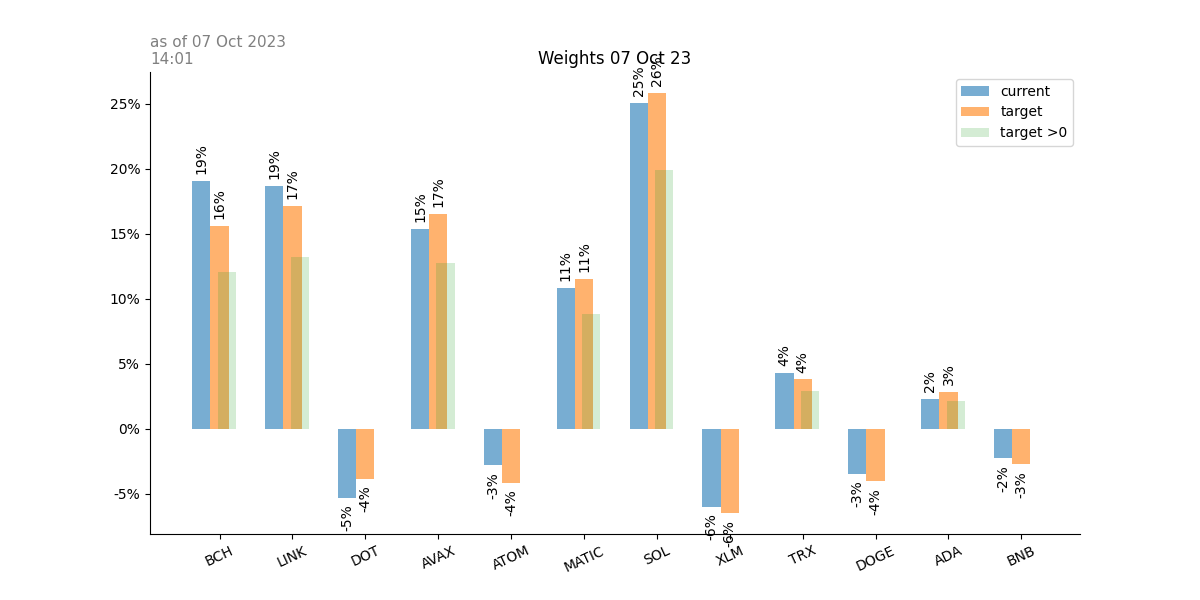 as of 07 Oct 2023
14:01
Weights 07 Oct 23
current
target
target >0
25%
20%
15%
10%
5%
0%
-5%
19%
16%
19%
17%
-5%
-4%
15%
17%
-3%
-4%
11%
11%
25%
26%
-6%
-6%
4%
4%
-3%
-4%
2%
3%
-2%
-3%
BCH
LINK
DOT
AVAX
ATOM
MATIC
SOL
XLM
TRX
DOGE
ADA
BNB